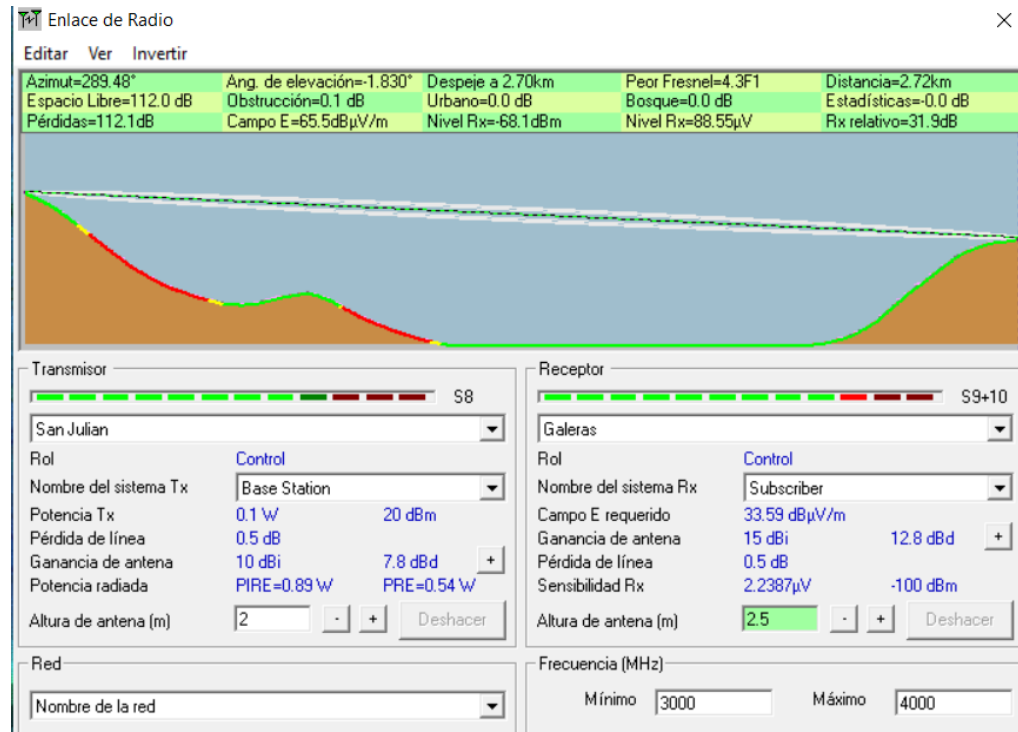 Enlace de Radio
Editar Ver Invertir
Azimut=289.48° Ang. de elevación=-1.830° Despeje a 2.70km Peor Fresnel=4.3F1 Distancia=2.72km
Espacio Libre=112.0 dB Obstrucción=0.1 dB Urbano=0.0 dB Bosque=0.0 dB Estadísticas=-0.0 dB
Pérdidas=112.1dB Campo E=65.5dBµV/m Nivel Rx=-68.1dBm Nivel Rx=88.55µV Rx relativo=31.9dB
Transmisor
S8
San Julian
Rol Control
Nombre del sistema Tx Base Station
Potencia Tx 0.1 W 20 dBm
Pérdida de línea 0.5 dB
Ganancia de antena 10 dBi 7.8 dBd +
Potencia radiada PIRE=0.89 W PRE=0.54 W
Altura de antena (m) 2 - + Deshacer
Red
Nombre de la red
Receptor
S9+10
Galeras
Rol Control
Nombre del sistema Rx Subscriber
Campo E requerido 33.59 dBµV/m
Ganancia de antena 15 dBi 12.8 dBd +
Pérdida de línea 0.5 dB
Sensibilidad Rx 2.2387µV -100 dBm
Altura de antena (m) 2.5 - + Deshacer
Frecuencia (MHz)
Mínimo 3000 Máximo 4000